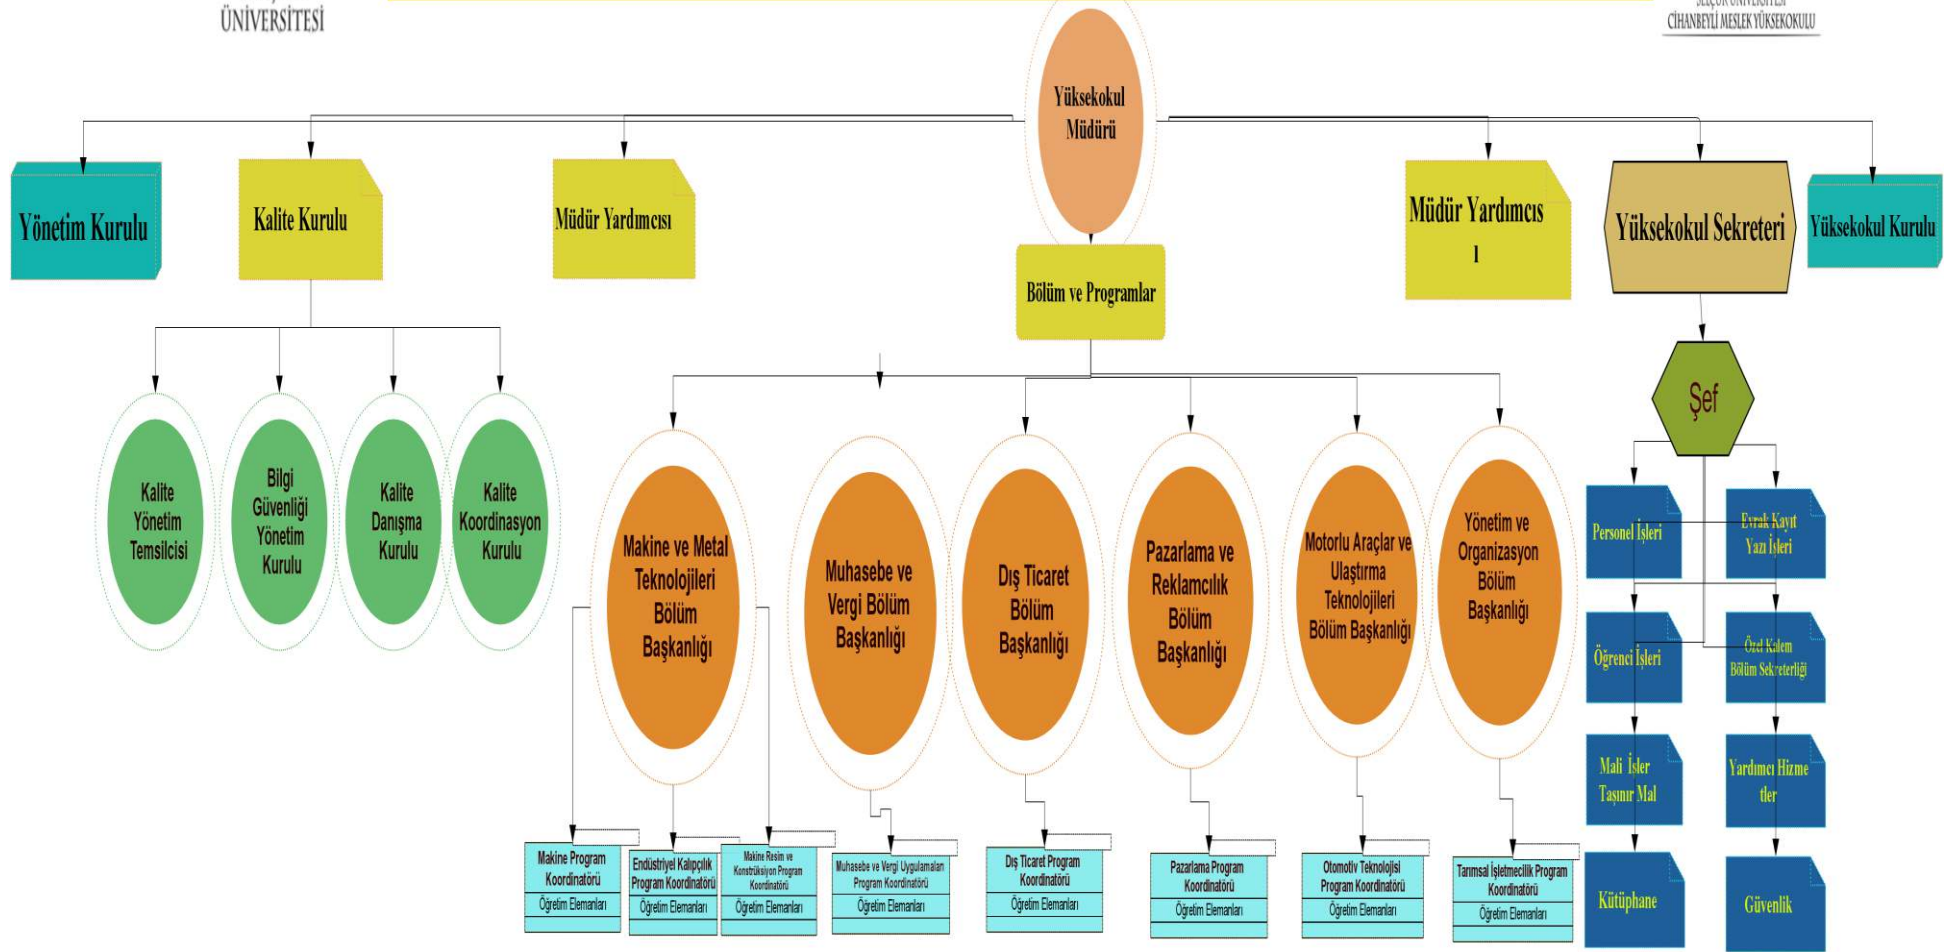 ÜNİVERSİTESİ
SELÇUK ÜNİVERSİTESİ
CİHANBEYLİ MESLEK YÜKSEKOKULU
Yüksekokul
Müdürü
Yönetim Kurulu
Kalite Kurulu
Müdür Yardımcısı
Müdür Yardımcıs
ı
Yüksekokul Sekreteri
Yüksekokul Kurulu
Bölüm ve Programlar
Şef
Kalite
Yönetim
Temsilcisi
Bilgi
Güvenliği
Yönetim
Kurulu
Kalite
Danışma
Kurulu
Kalite
Koordinasyon
Kurulu
Makine ve Metal
Teknolojileri
Bölüm
Başkanlığı
Muhasebe ve
Vergi Bölüm
Başkanlığı
Dış Ticaret
Bölüm
Başkanlığı
Pazarlama ve
Reklamcılık
Bölüm
Başkanlığı
Motorlu Araçlar ve
Ulaştırma
Teknolojileri
Bölüm Başkanlığı
Yönetim ve
Organizasyon
Bölüm
Başkanlığı
Personel İşleri
Evrak Kayıt
Yazı İşleri
Öğrenci İşleri
Özel Kalem
Bölüm Sekreterliği
Mali İşler
Taşınır Mal
Yardımcı Hizme
tler
Kütüphane
Güvenlik
Makine Program
Koordinatörü
Öğretim Elemanları
Endüstriyel Kalıpçılık
Program Koordinatörü
Öğretim Elemanları
Makine Resim ve
Konstrüksiyon Program
Koordinatörü
Öğretim Elemanları
Muhasebe ve Vergi Uygulamaları
Program Koordinatörü
Öğretim Elemanları
Dış Ticaret Program
Koordinatörü
Öğretim Elemanları
Pazarlama Program
Koordinatörü
Öğretim Elemanları
Otomotiv Teknolojisi
Program Koordinatörü
Öğretim Elemanları
Tarımsal İşletmecilik Program
Koordinatörü
Öğretim Elemanları